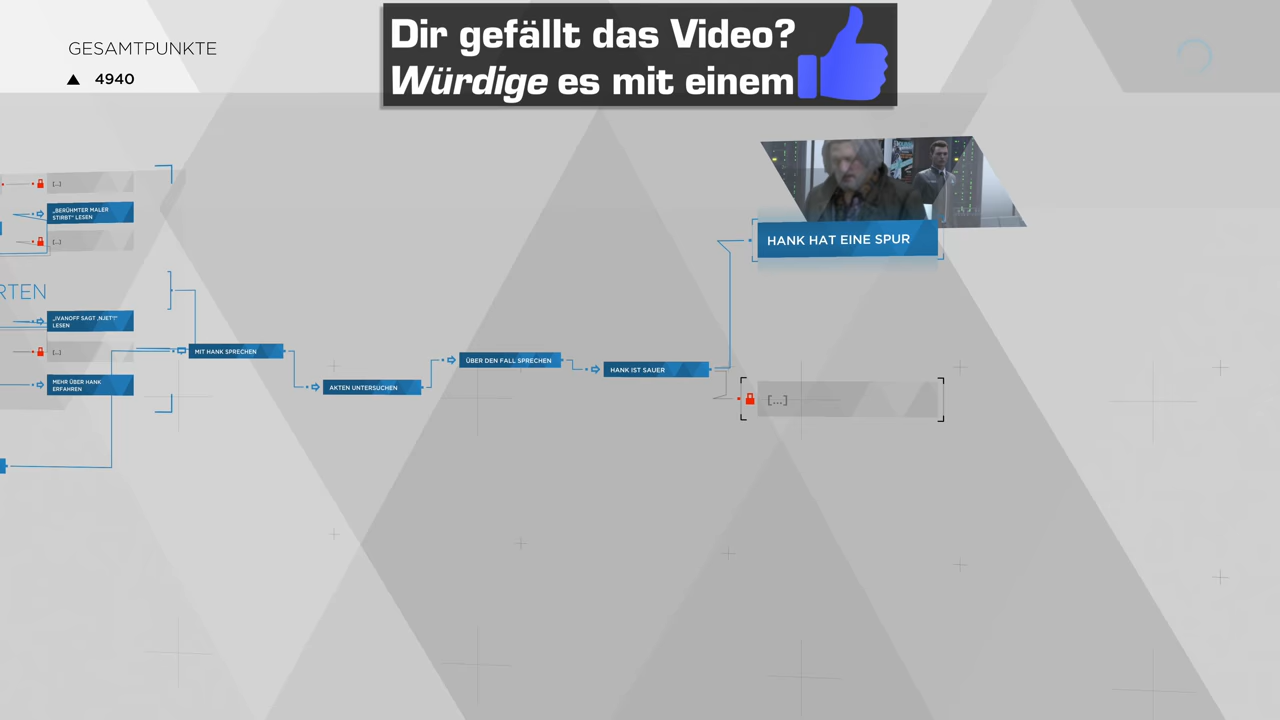 Dir gefällt das Video?
Würdige es mit einem
GESAMTPUNKTE
4940
[...]
„BERÜHMTER MALER
STIRBT" LESEN
[...]
RTEN
„IVANOFF SAGT „NJET"!"
LESEN
[...]
MEHR ÜBER HANK
ERFAHREN
MIT HANK SPRECHEN
AKTEN UNTERSUCHEN
ÜBER DEN FALL SPRECHEN
HANK IST SAUER
HANK HAT EINE SPUR
[...]